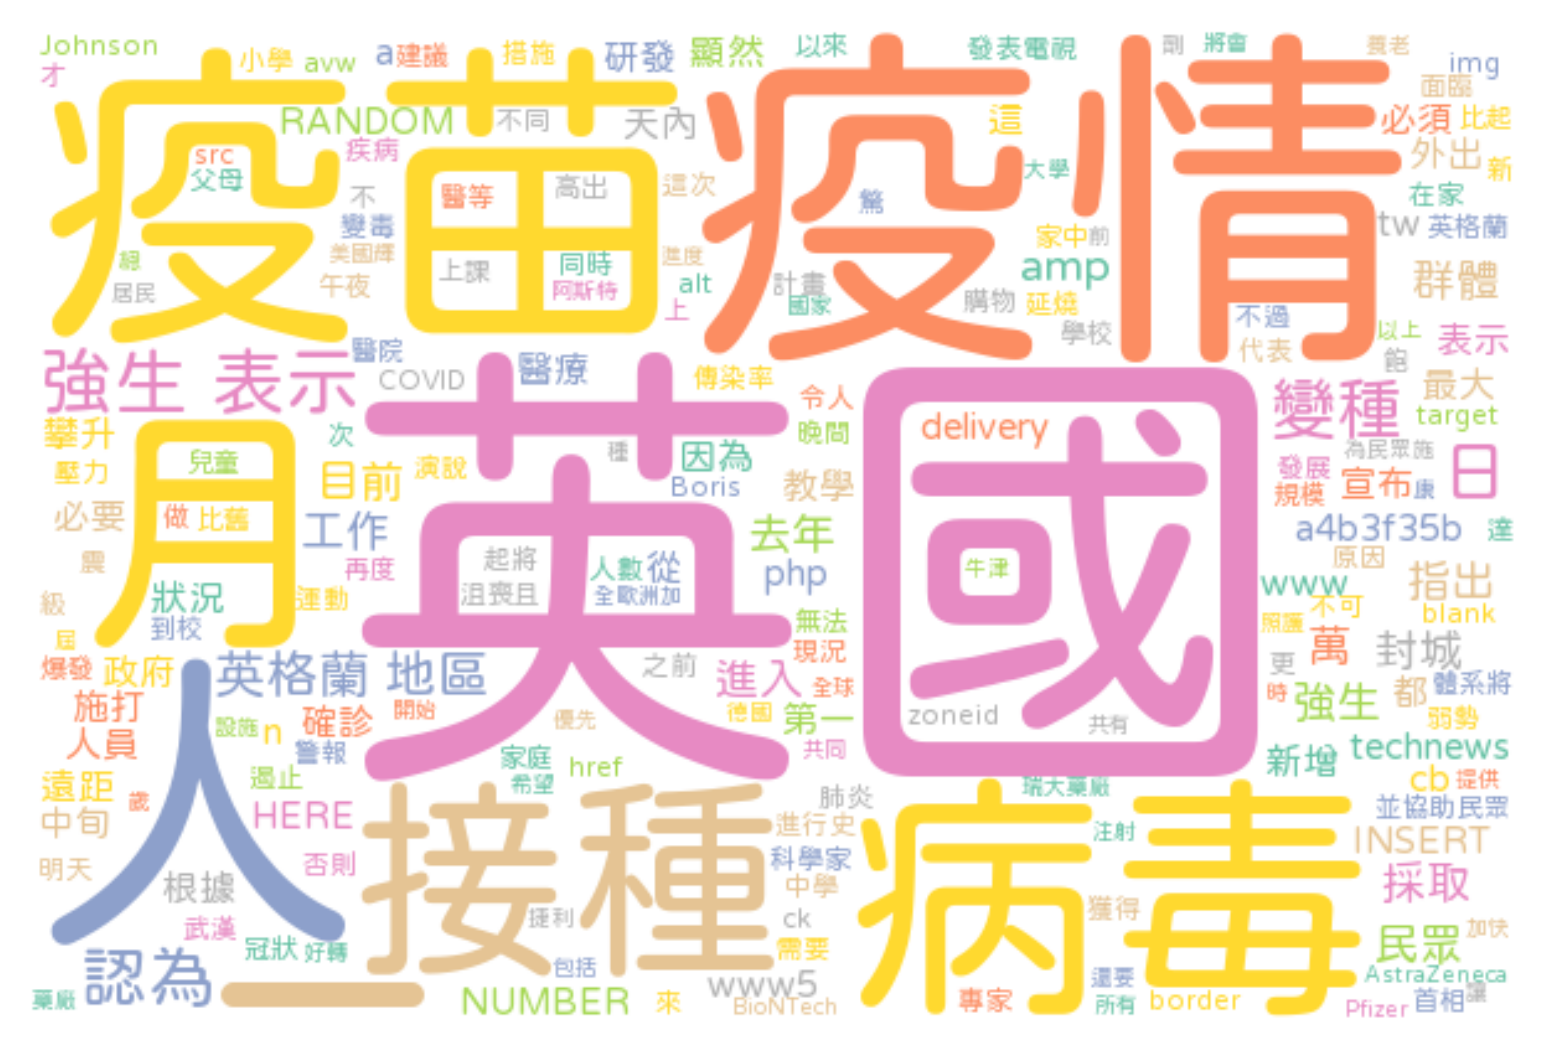 Johnson 小學 avw a 建議 措施 研發 顯然 以來 發表電視 劑 將會 養老 img
才 面臨
疫苗 疫情
RANDOM 不同 天內 這 必須 比起
src 疾病 外出
父母 醫等 高出 這次 大學 新
不 篤 在家
變毒 tw 英格蘭
美國輝 上課 同時 進度 家中 前
總 午夜 阿斯特 alt 計畫 amp 群體
居民 上 國家 購物 延燒 不過
學校 代表 以上 表示
強生 表示 醫院 COVID 醫療 傳染率 飽
英國 變種 最大
攀升 月 次 令人 delivery target
兒童 種 因為 晚間 為民眾施
壓力 目前 演說 Boris 教學 發展 宣布 日
必要 做 比舊 規模 康
工作 去年 a4b3f35b 達
震 起將 人數 從 牛津 原因
再度 php www 指出
級 狀況 運動 沮喪且 全歐洲加 不可 blank
到校 無法 照護
屆 現況 萬 封城
爆發 政府 英格蘭 地區 之前 進入 全球 更
人 時 強生 都 體系將
施打 確診 開始 優先 德國 第一 zoneid 共有 弱勢
人員 設施 n 警報 共同
家庭 新增 technews
遠距 遏止 希望 href 瑞大藥廠 cb 提供
歲 接種 肺炎 病毒
中旬 HERE 進行史 注射 並協助民眾
INSERT
明天 否則 科學家
根據 中學 採取
武漢 捷利 ck 獲得
冠狀 好轉 需要 民眾 加快
認為 一 包括 www5 還要 AstraZeneca
藥廠 NUMBER 來 BioNTech 專家 所有 border Pfizer 首相 讓